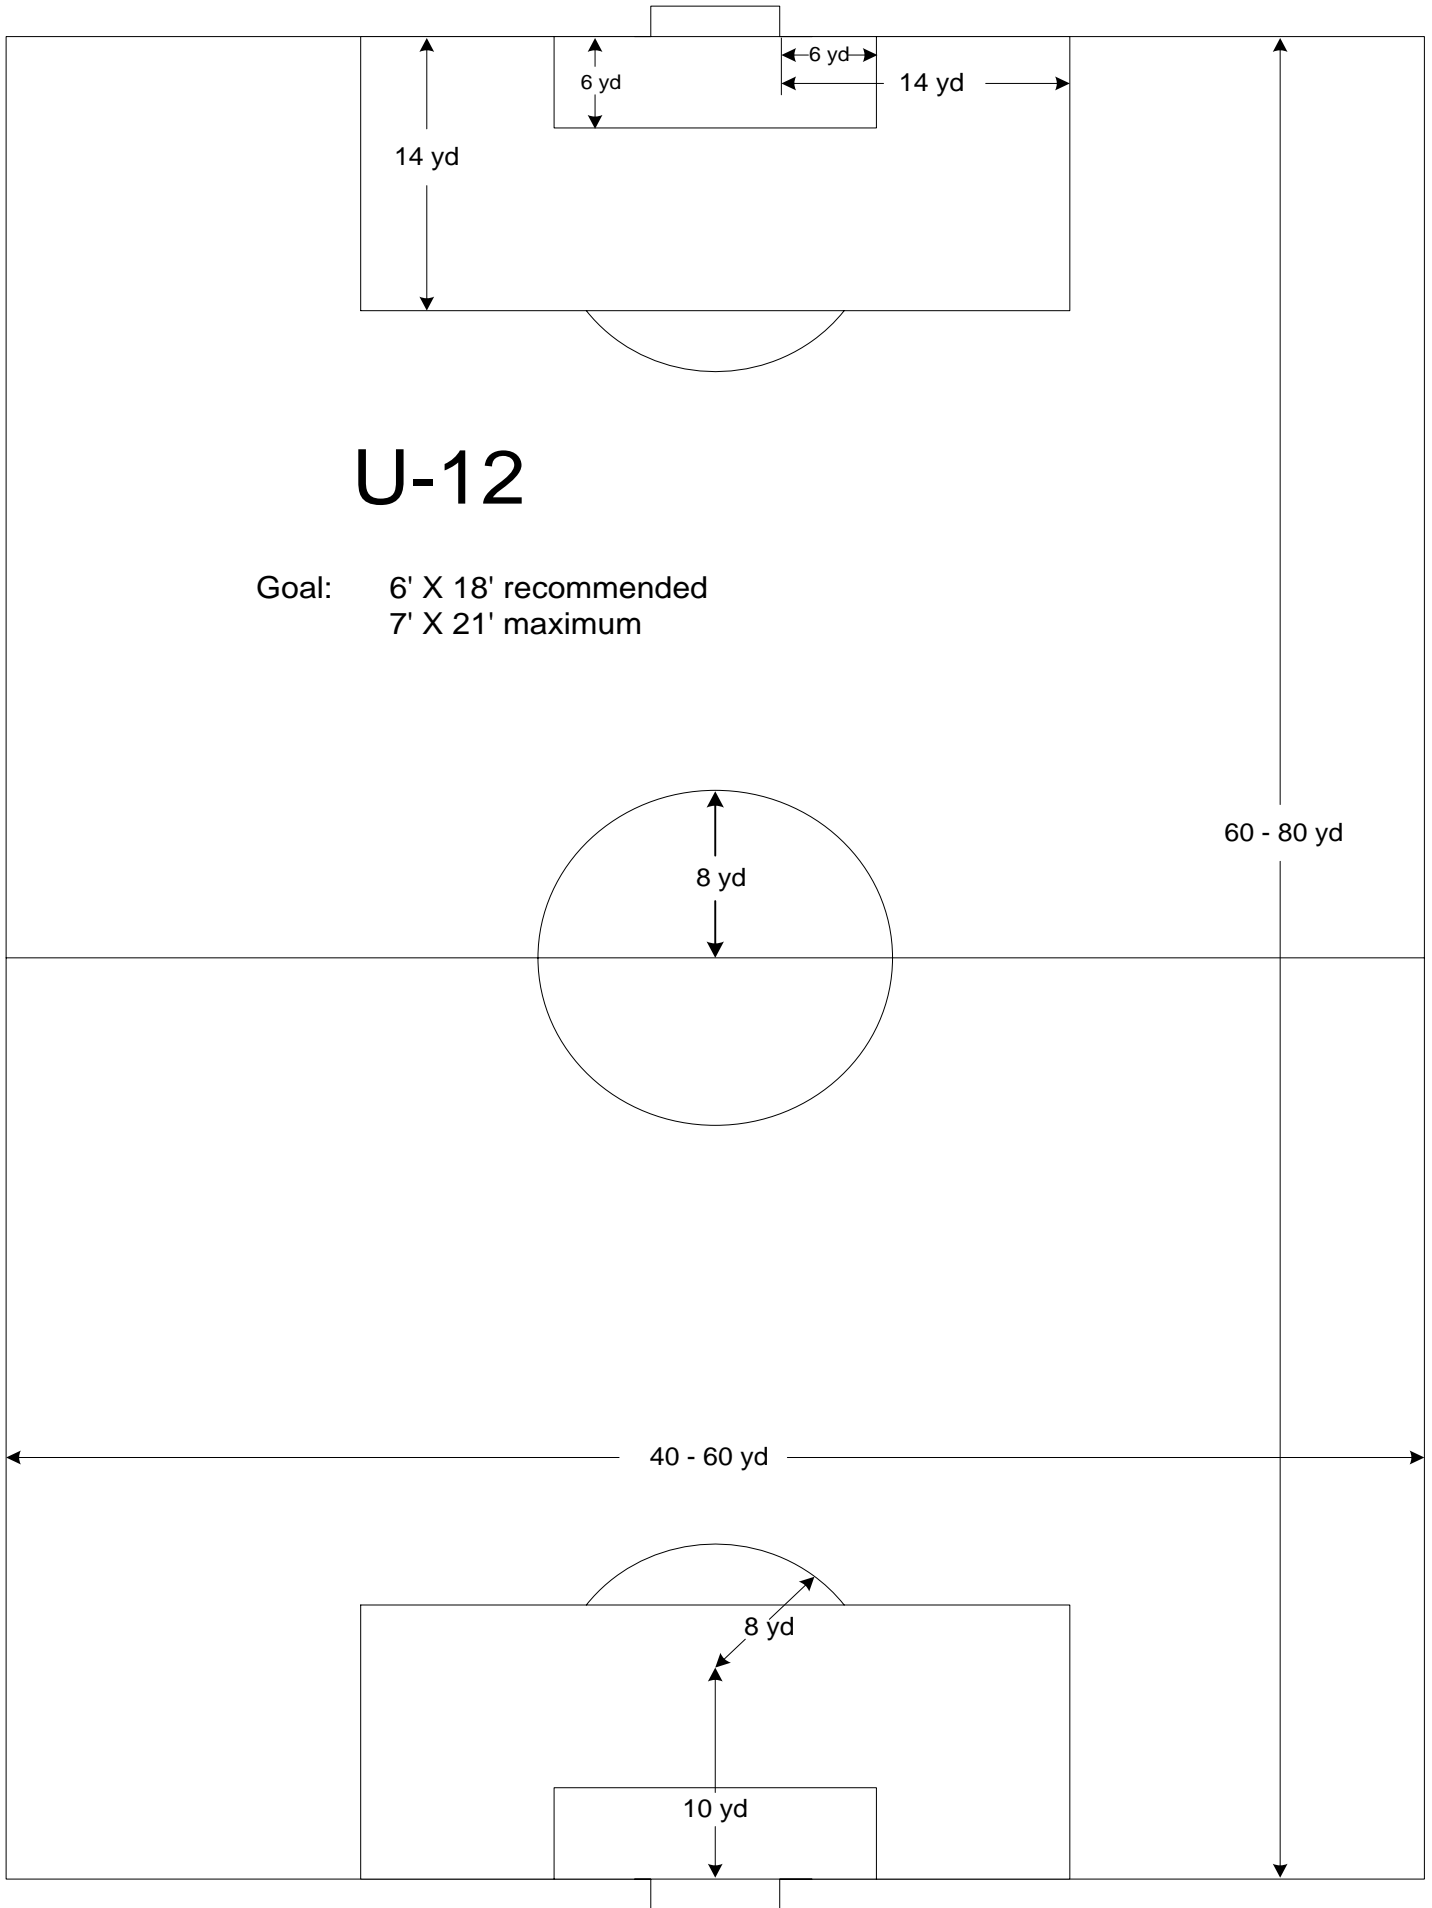 6 yd
6 yd
14 yd
14 yd
U-12
Goal: 6' X 18' recommended
7' X 21' maximum
60 - 80 yd
8 yd
40 - 60 yd
8 yd
10 yd